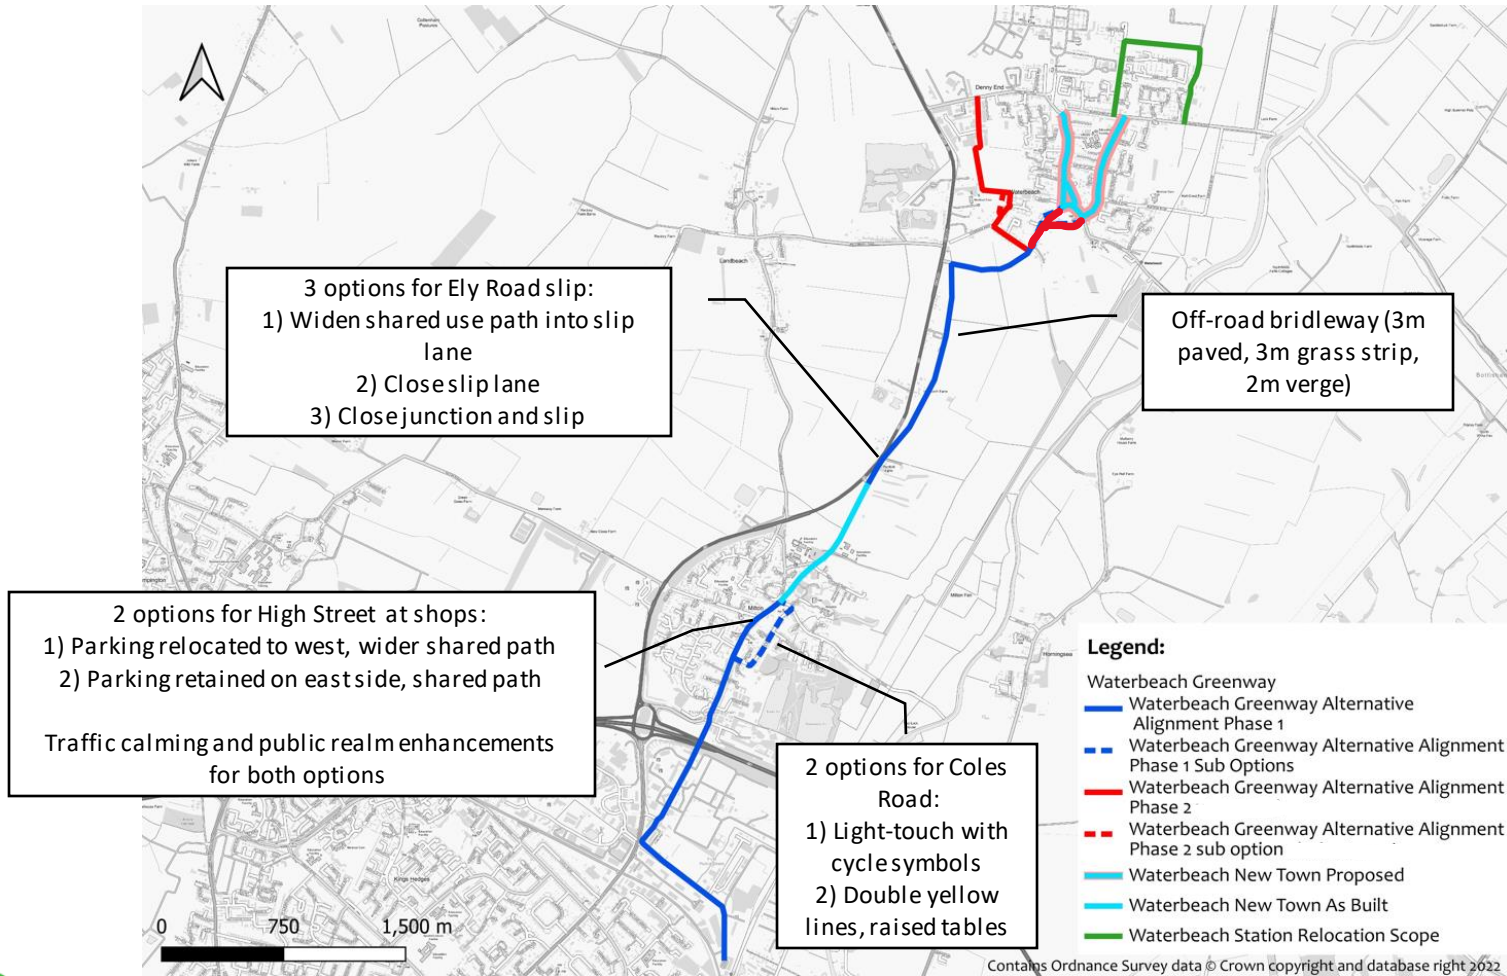 Denny End
Waterbeach
Landbeach
3 options for Ely Road slip:
1) Widen shared use path into slip
lane
2) Close slip lane
3) Close junction and slip
Off-road bridleway (3m
paved, 3m grass strip,
2m verge)
2 options for High Street at shops:
1) Parking relocated to west, wider shared path
2) Parking retained on east side, shared path
Traffic calming and public realm enhancements
for both options
Milton
Milton Fen
Horningsea
2 options for Coles
Road:
1) Light-touch with
cycle symbols
2) Double yellow
lines, raised tables
Kings Hedges
0 750 1,500 m
Legend:
Waterbeach Greenway
Waterbeach Greenway Alternative
Alignment Phase 1
Waterbeach Greenway Alternative Alignment
Phase 1 Sub Options
Waterbeach Greenway Alternative Alignment
Phase 2
Waterbeach Greenway Alternative Alignment
Phase 2 sub option
Waterbeach New Town Proposed
Waterbeach New Town As Built
Waterbeach Station Relocation Scope
Contains Ordnance Survey data © Crown copyright and database right 2022